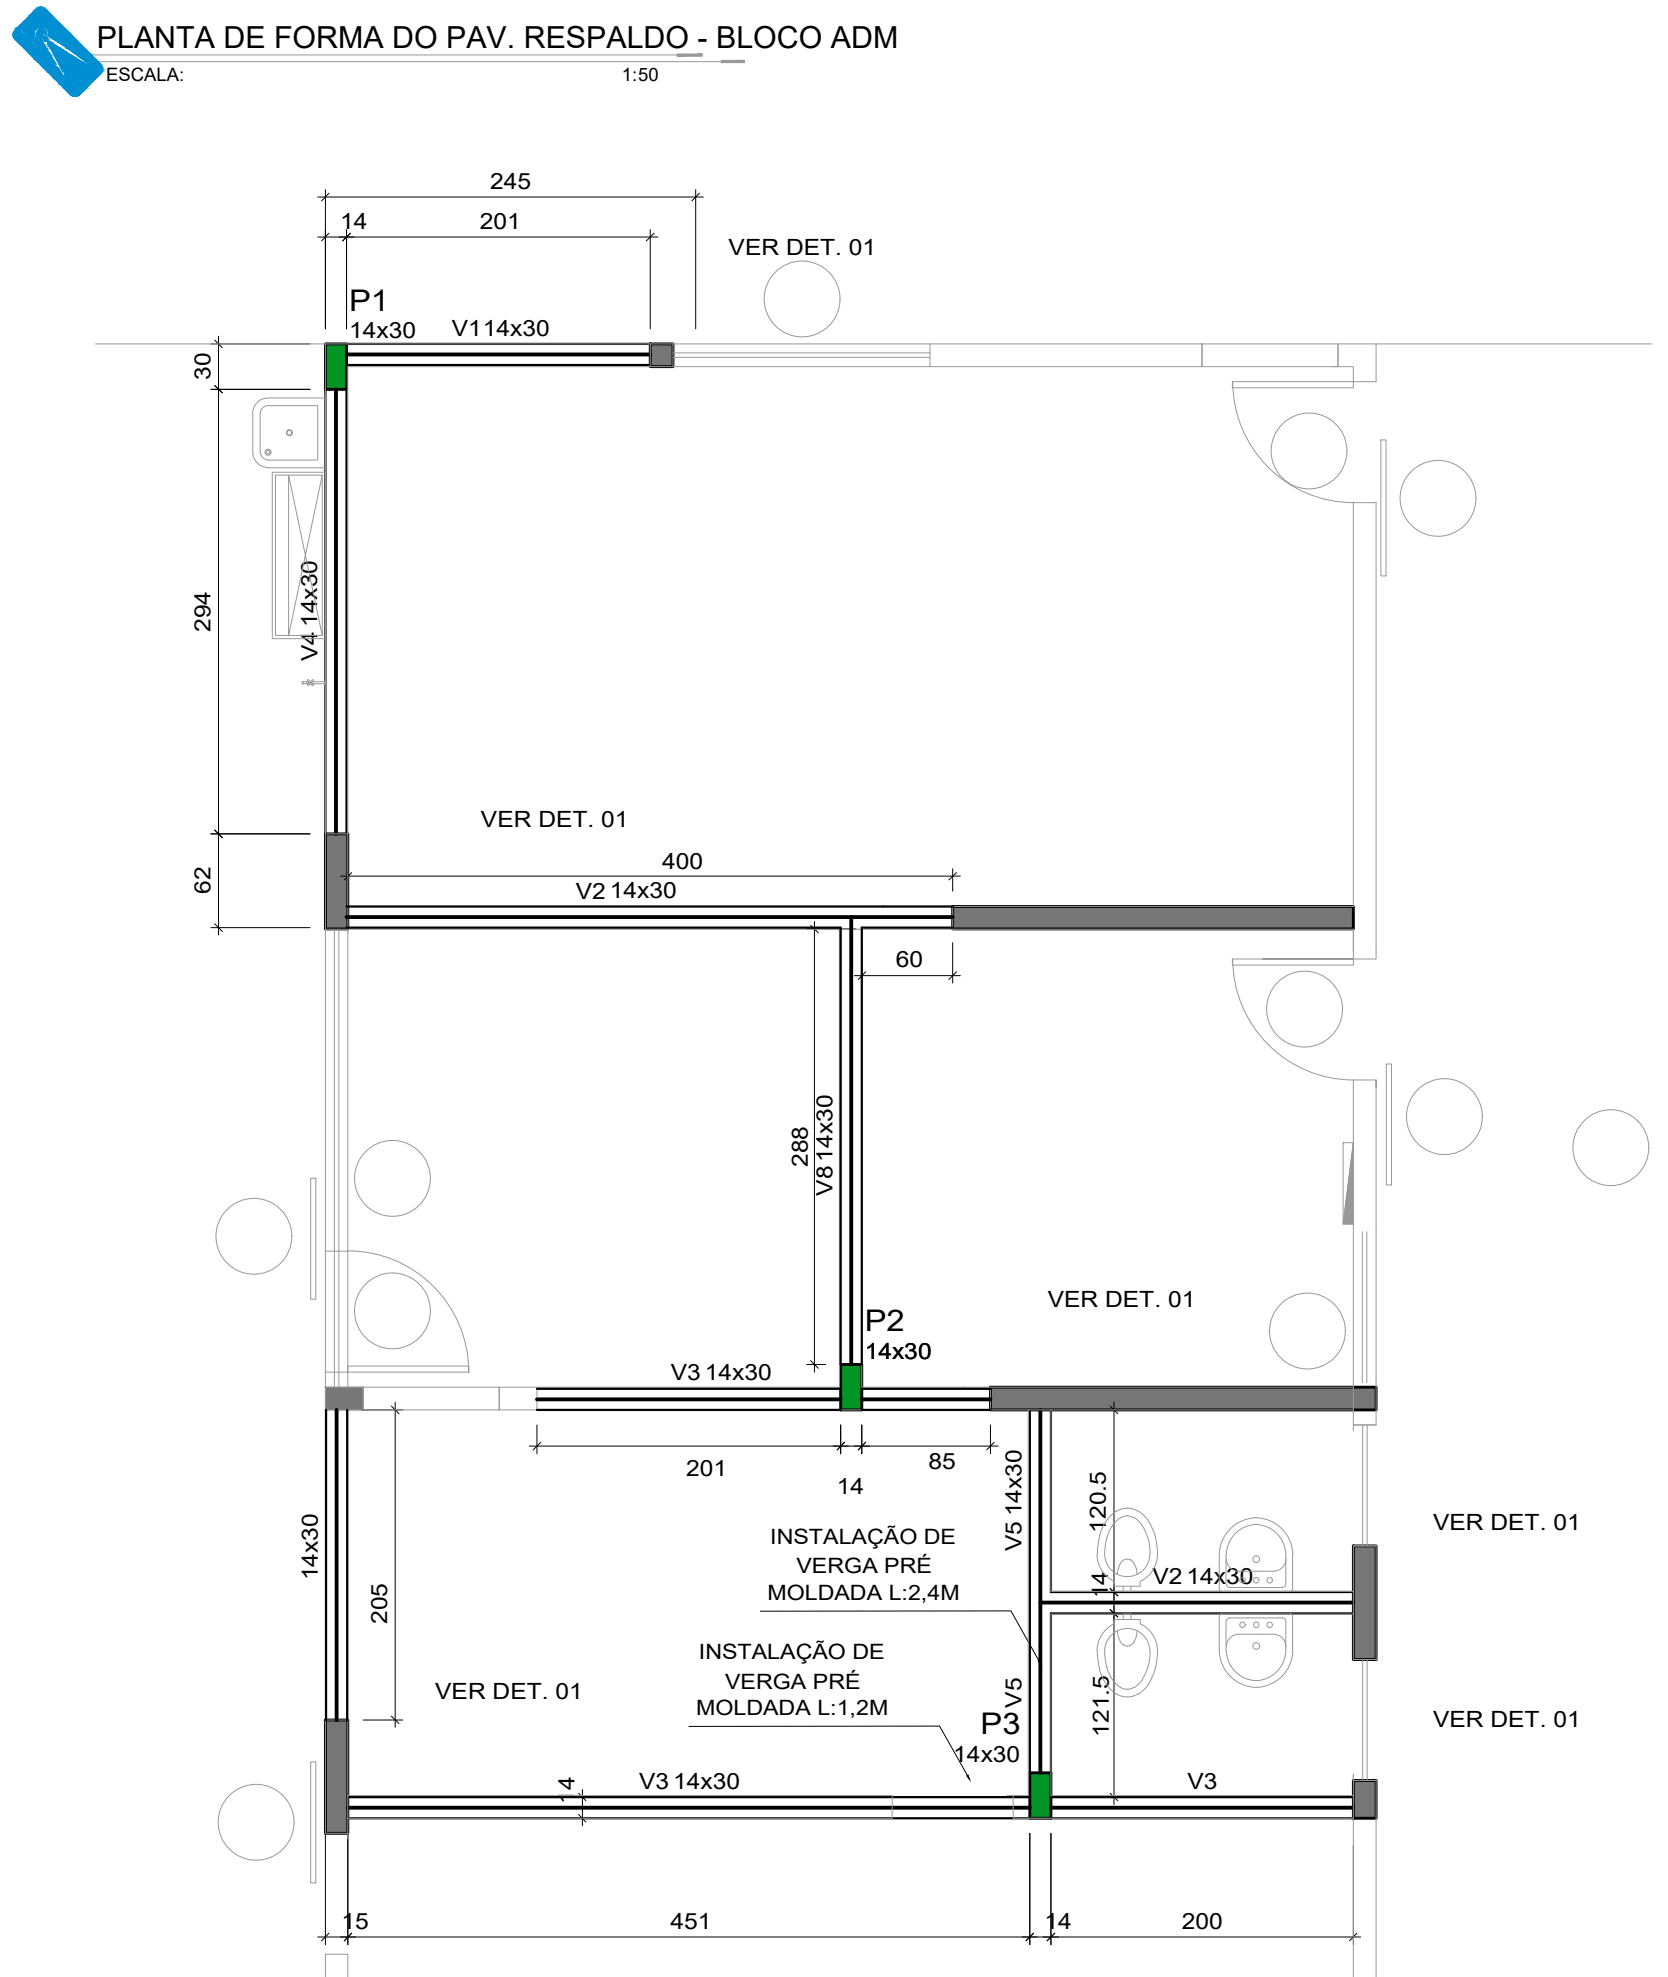 PLANTA DE FORMA DO PAV. RESPALDO - BLOCO ADM
ESCALA: 1:50
245
14 201
VER DET. 01
P1
14x30 V114x30
30
294
V4 14x30
VER DET. 01
62
400
V2 14x30
60
288
V8 14x30
VER DET. 01
P2
14x30
V3 14x30
201
14
85
V5 14x30
120.5
14x30
205
INSTALAÇÃO DE
VERGA PRÉ
MOLDADA L:2,4M
VER DET. 01
14
V2 14x30
INSTALAÇÃO DE
VERGA PRÉ
MOLDADA L:1,2M
VER DET. 01
V5
121.5
VER DET. 01
P3
14x30
14
V3 14x30
V3
15 451 14 200